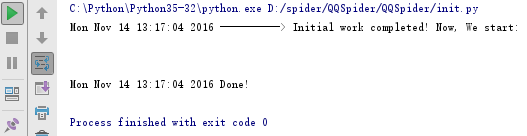 C:\Python\Python35-32\python.exe D:/spider/QQSpider/QQSpider/init.py
Mon Nov 14 13:17:04 2016 ————————> Initial work completed! Now, We start
Mon Nov 14 13:17:04 2016 Done!
Process finished with exit code 0